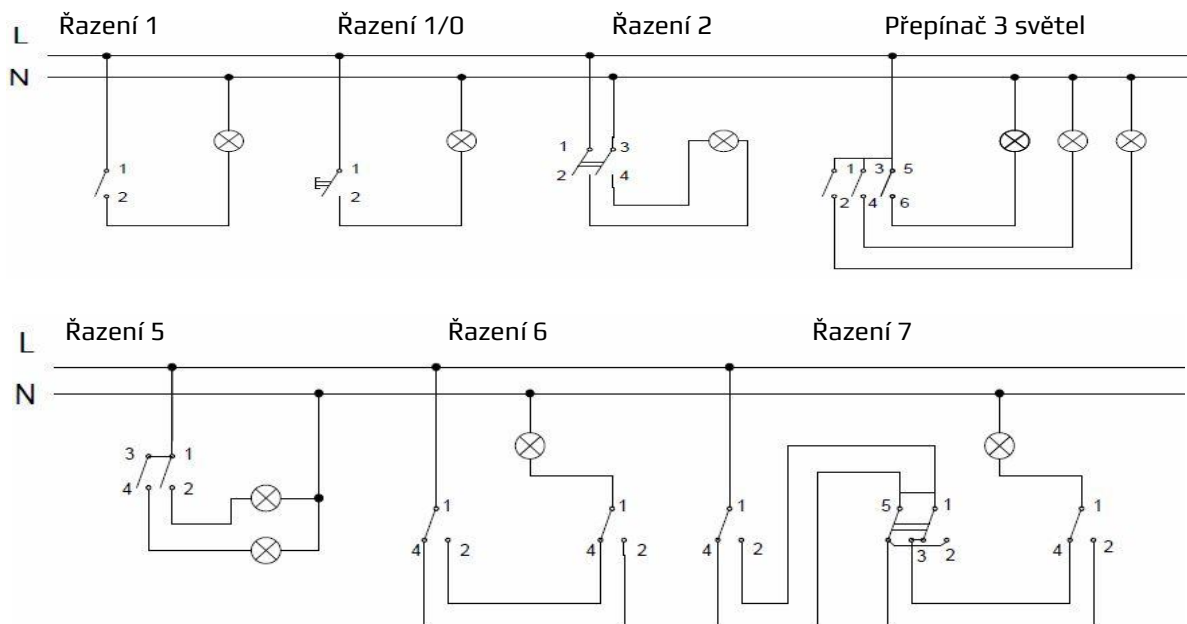 Řazení 1 Řazení 1/0 Řazení 2 Přepínač 3 světel
L
N
1 1 1 3 1 3 5
2 2 2 4 2 4 6
Řazení 5 Řazení 6 Řazení 7
L
N
3 1
4 2
1 1 1 5 1 1
4 2 4 2 4 2 3 2 4 2